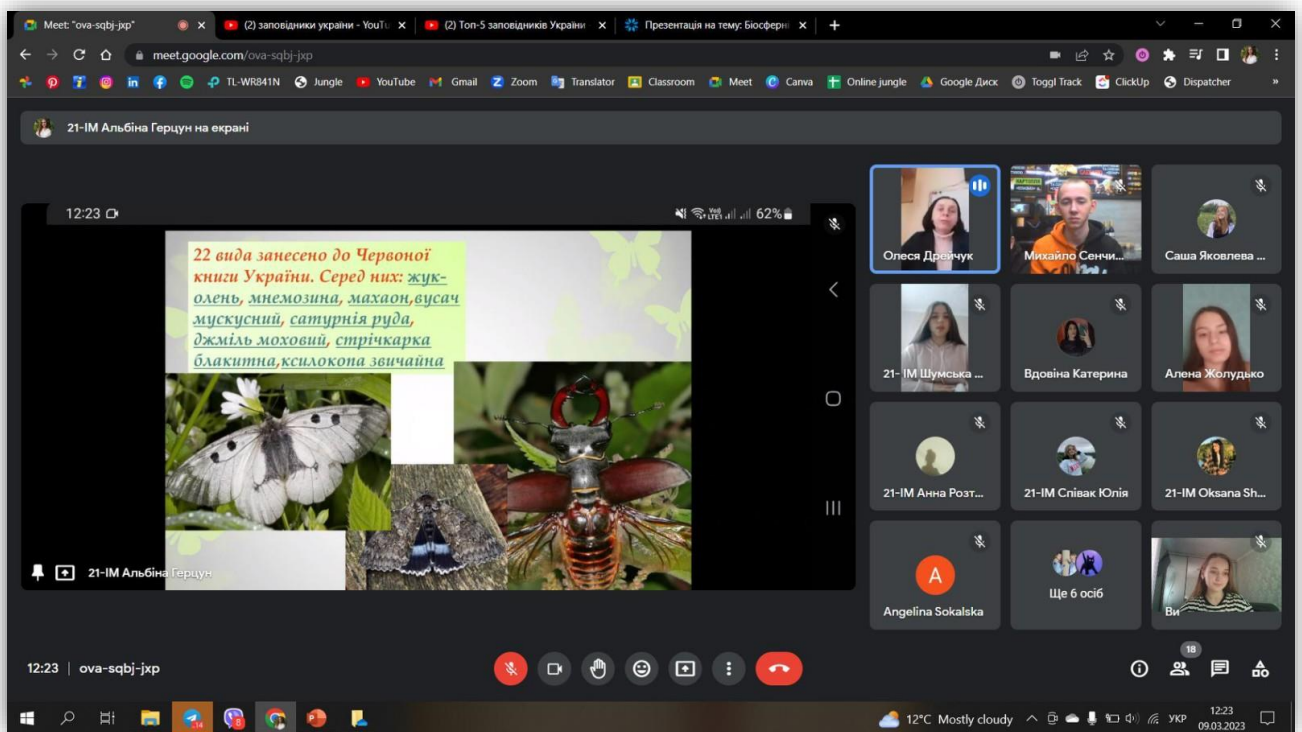 Meet: "ova-sqbj-jxp"
(2) заповідники україни - YouTu
(2) Топ-5 заповідників України
Презентація на тему: Біосферні
meet.google.com/ova-sqbj-jxp
TL-WR841N
Jungle
YouTube
Gmail
Zoom
Translator
Classroom
Meet
Canva
Online jungle
Google Диск
Toggl Track
ClickUp
Dispatcher
»
21-ІМ Альбіна Герцун на екрані
12:23
62%
22 вида занесено до Червоної
книги України. Серед них: жук-
олень, мнемозина, махаон,вусач
мускусний, сатурнія руда,
джміль моховий, стрічкарка
блакитна,ксилокопа звичайна
21-ІМ Альбіна Герцун
Олеся Дрейчук
Михайло Сенчи...
Саша Яковлева ...
21- ІМ Шумська ...
Вдовіна Катерина
Алена Жолудько
21-ІМ Анна Розт...
21-ІМ Співак Юлія
21-ІМ Oksana Sh...
A
Angelina Sokalska
Ще 6 осіб
Ви
12:23 | ova-sqbj-jxp
18
12°C Mostly cloudy
УКР
12:23
09.03.2023